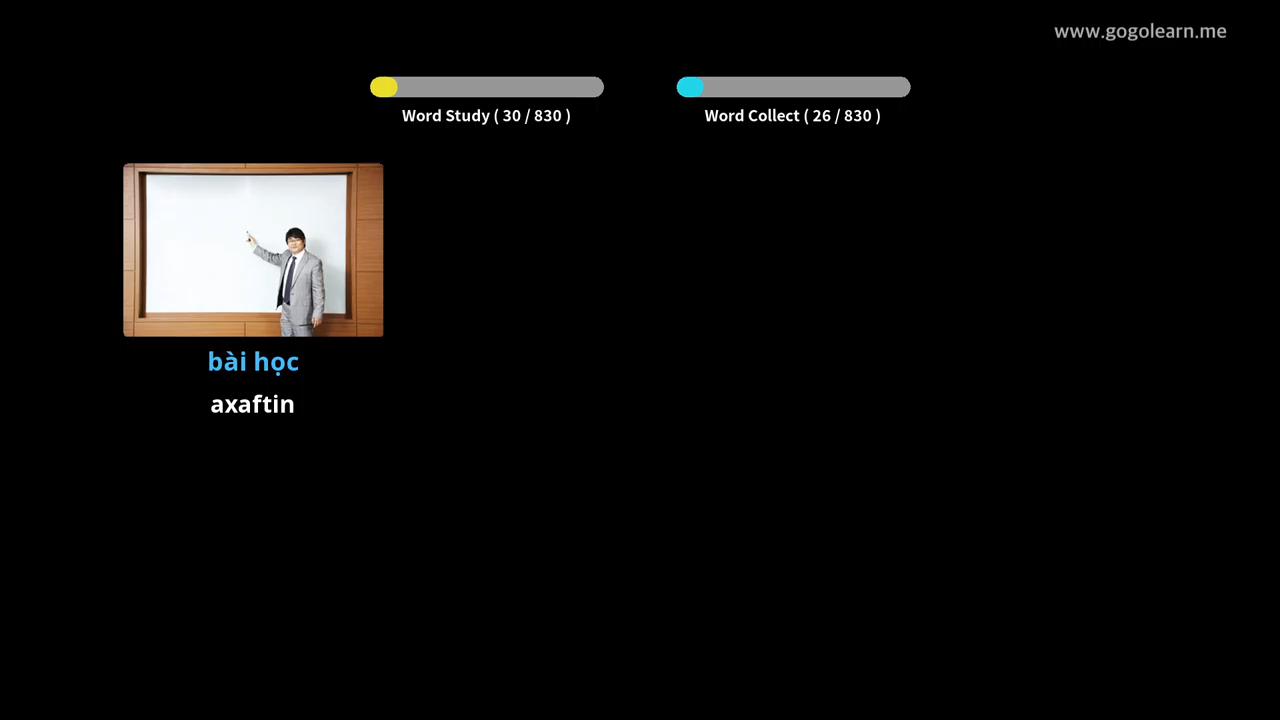 www.gogolearn.me
Word Study ( 30 / 830 )
Word Collect ( 26 / 830 )
bài học
axaftin